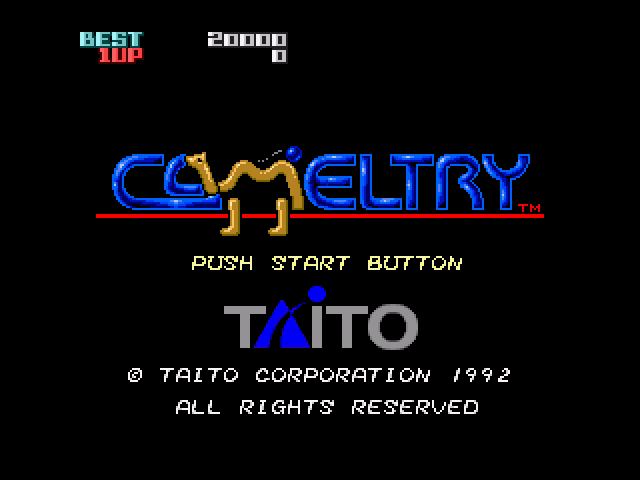 BEST 20000
1UP 0
CAMELTRY TM
PUSH START BUTTON
TAITO
© TAITO CORPORATION 1992
ALL RIGHTS RESERVED